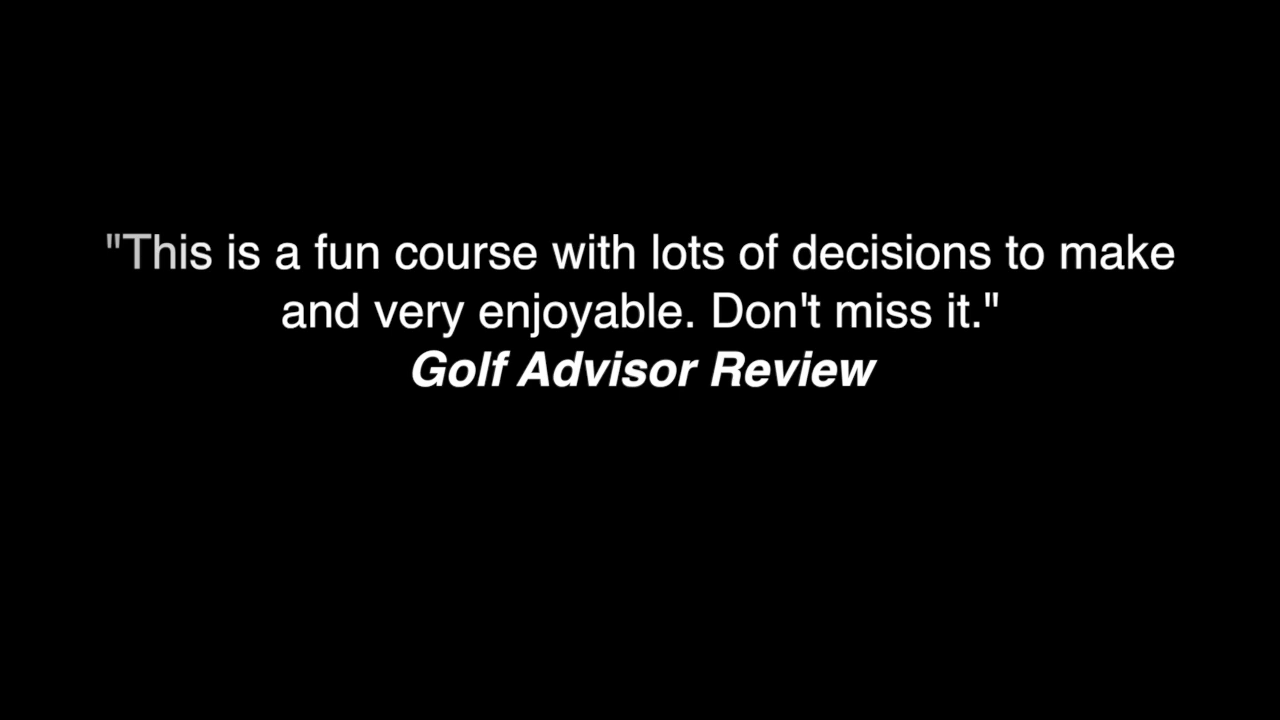 "This is a fun course with lots of decisions to make
and very enjoyable. Don't miss it."
Golf Advisor Review